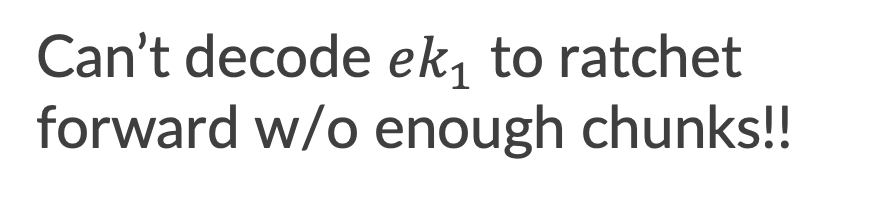 Can’t decode 𝑒𝑘₁ to ratchet
forward w/o enough chunks!!